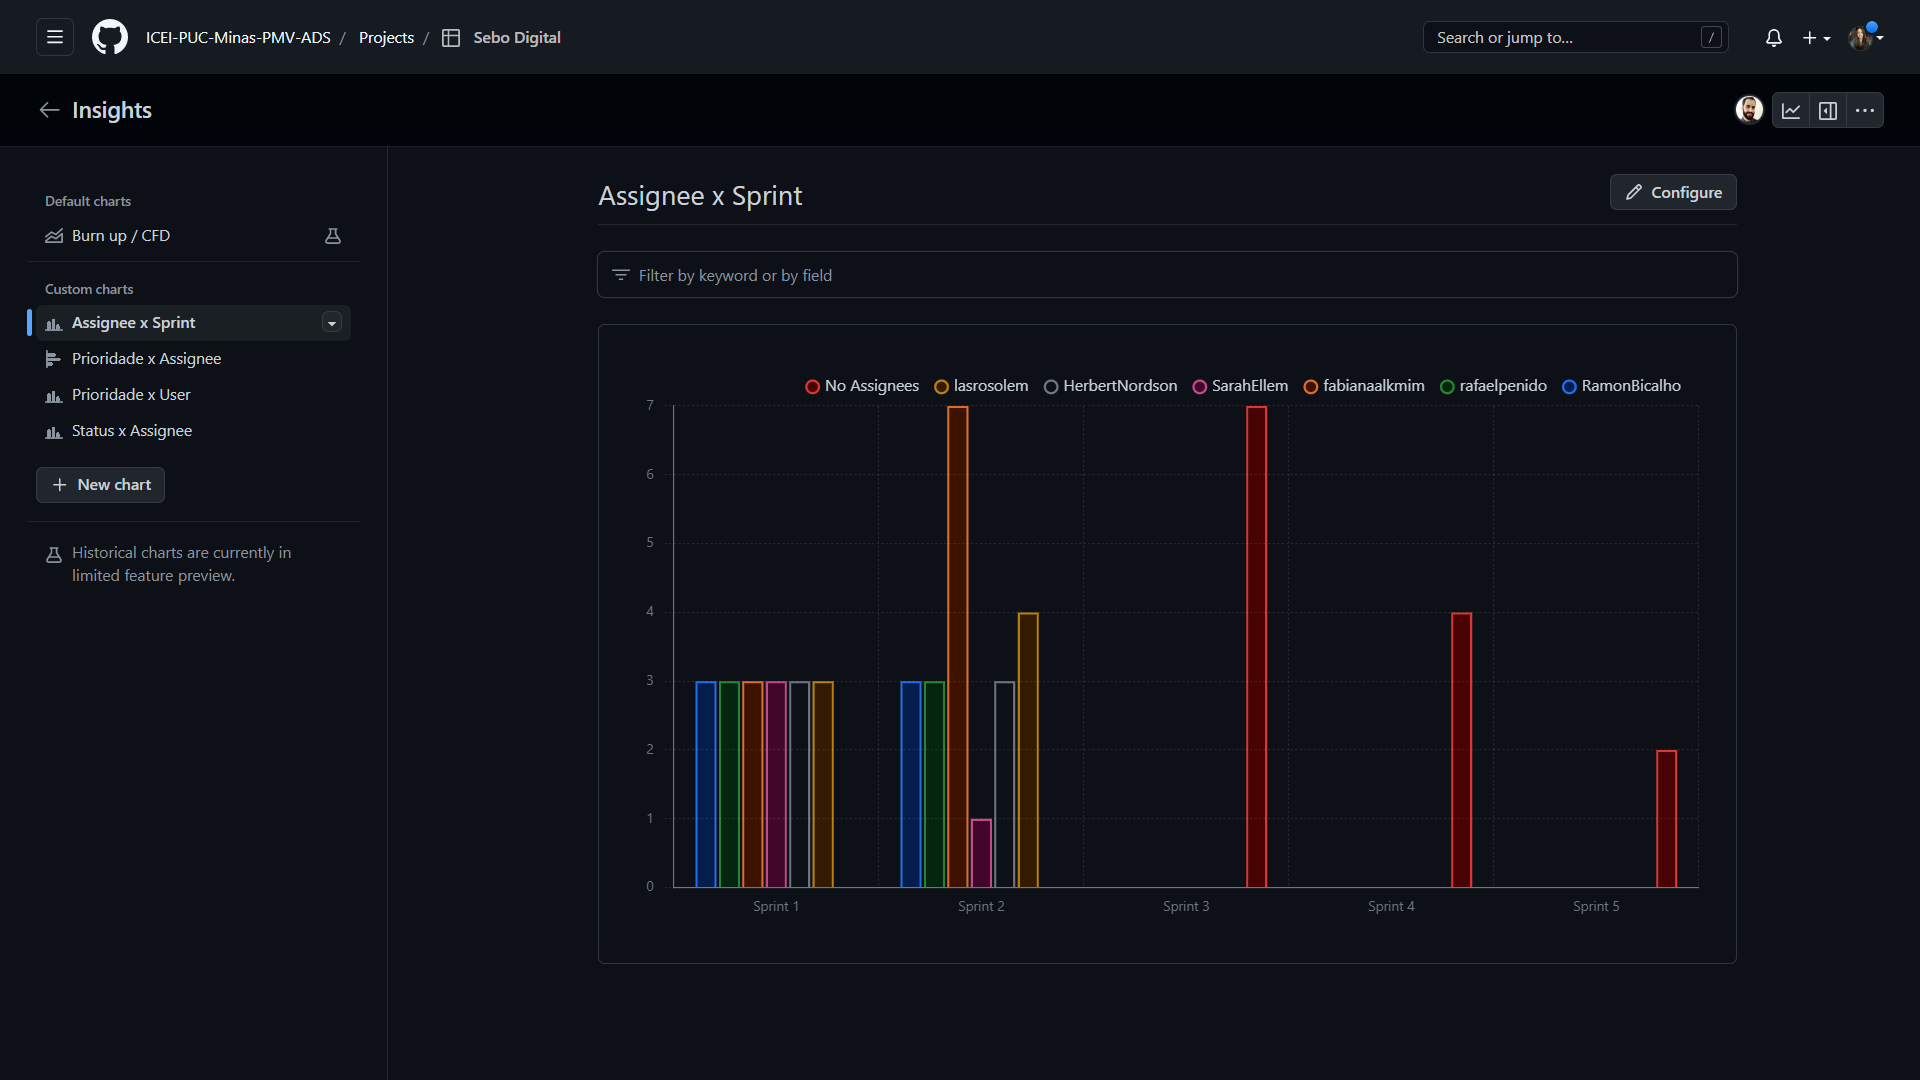 ICEI-PUC-Minas-PMV-ADS / Projects / Sebo Digital
Search or jump to... /
Insights
Default charts
Burn up / CFD
Custom charts
Assignee x Sprint
Prioridade x Assignee
Prioridade x User
Status x Assignee
New chart
Historical charts are currently in
limited feature preview.
Assignee x Sprint
Configure
Filter by keyword or by field
No Assignees lasrosolem HerbertNordson SarahEllem fabianaalkmim rafaelpenido RamonBicalho
7
6
5
4
3
2
1
0
Sprint 1 Sprint 2 Sprint 3 Sprint 4 Sprint 5